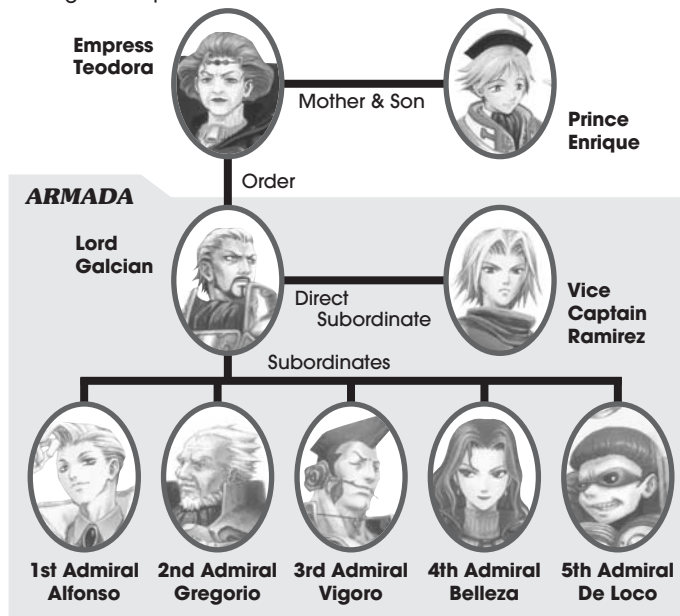 Empress
Teodora
Mother & Son
Prince
Enrique
Order
ARMADA
Lord
Galcian
Direct
Subordinate
Vice
Captain
Ramirez
Subordinates
1st Admiral
Alfonso
2nd Admiral
Gregorio
3rd Admiral
Vigoro
4th Admiral
Belleza
5th Admiral
De Loco